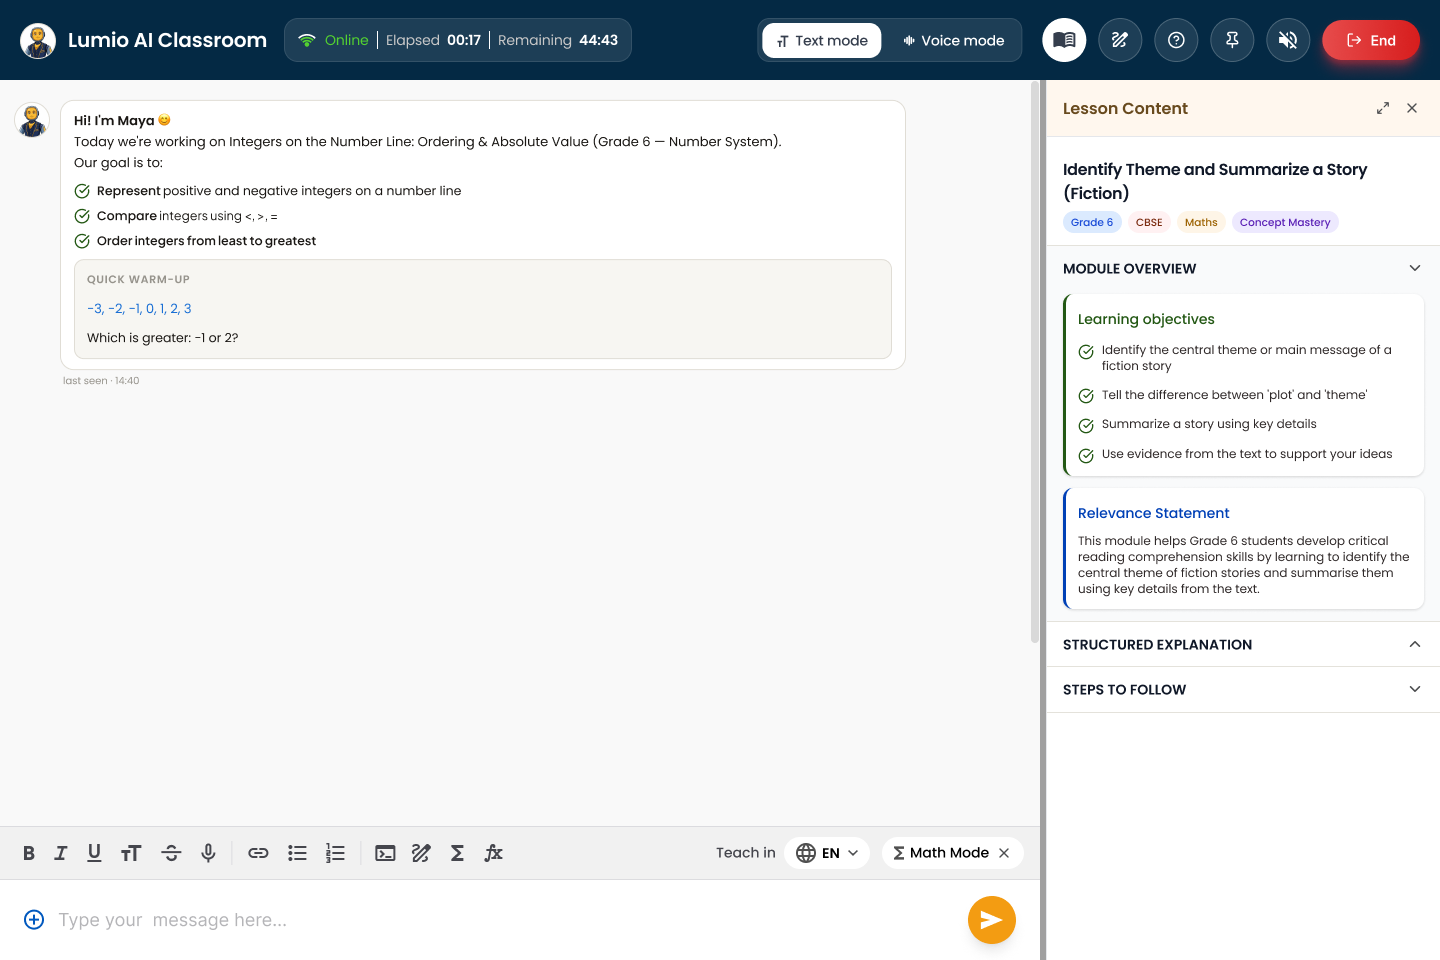 Lumio AI Classroom
Online | Elapsed 00:17 | Remaining 44:43
Text mode
Voice mode
End
Hi! I'm Maya 😊
Today we're working on Integers on the Number Line: Ordering & Absolute Value (Grade 6 — Number System).
Our goal is to:
Represent positive and negative integers on a number line
Compare integers using <, >, =
Order integers from least to greatest
QUICK WARM-UP
-3, -2, -1, 0, 1, 2, 3
Which is greater: -1 or 2?
last seen · 14:40
Teach in
EN
Math Mode
Type your  message here...
Lesson Content
Identify Theme and Summarize a Story
(Fiction)
Grade 6
CBSE
Maths
Concept Mastery
MODULE OVERVIEW
Learning objectives
Identify the central theme or main message of a
fiction story
Tell the difference between 'plot' and 'theme'
Summarize a story using key details
Use evidence from the text to support your ideas
Relevance Statement
This module helps Grade 6 students develop critical
reading comprehension skills by learning to identify the
central theme of fiction stories and summarise them
using key details from the text.
STRUCTURED EXPLANATION
STEPS TO FOLLOW